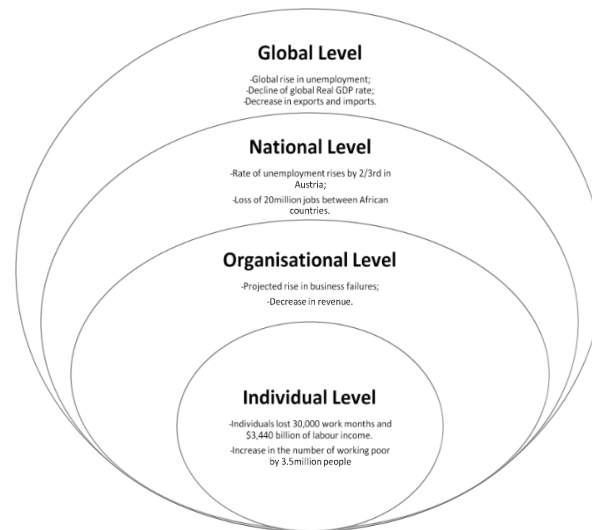 Global Level
-Global rise in unemployment;
-Decline of global Real GDP rate;
-Decrease in exports and imports.
National Level
-Rate of unemployment rises by 2/3rd in
Austria;
-Loss of 20million jobs between African
countries.
Organisational Level
-Projected rise in business failures;
-Decrease in revenue.
Individual Level
-Individuals lost 30,000 work months and
$3,440 billion of labour income.
-Increase in the number of working poor
by 3.5million people